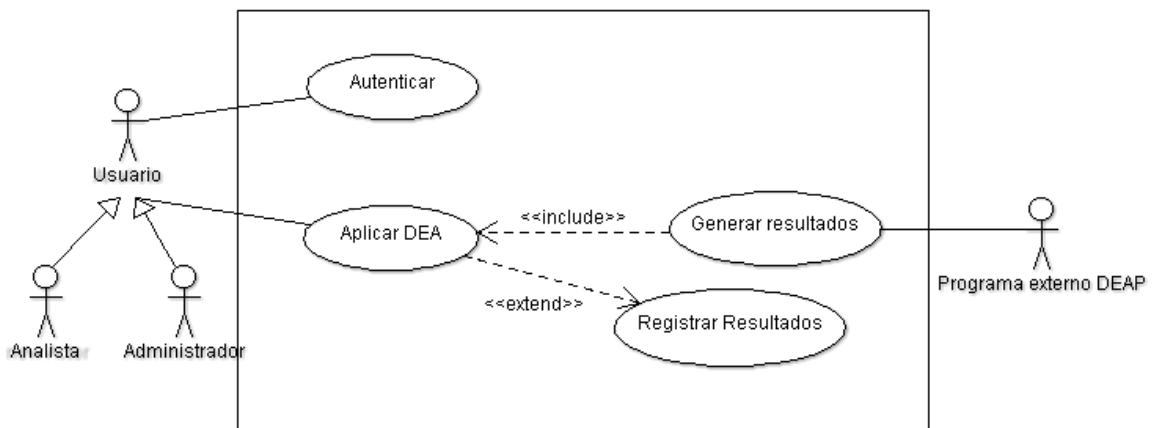 Autenticar
Usuario
Aplicar DEA
<<include>>
Generar resultados
Programa externo DEAP
<<extend>>
Registrar Resultados
Analista
Administrador